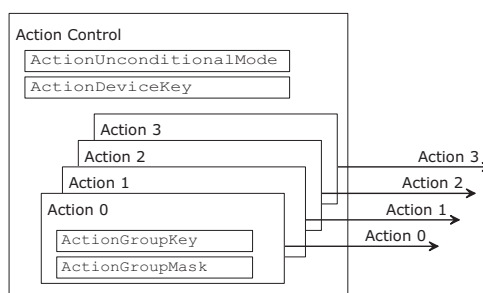 Action Control
ActionUnconditionalMode
ActionDeviceKey
Action 3
Action 3
Action 2
Action 2
Action 1
Action 1
Action 0
Action 0
ActionGroupKey
ActionGroupMask